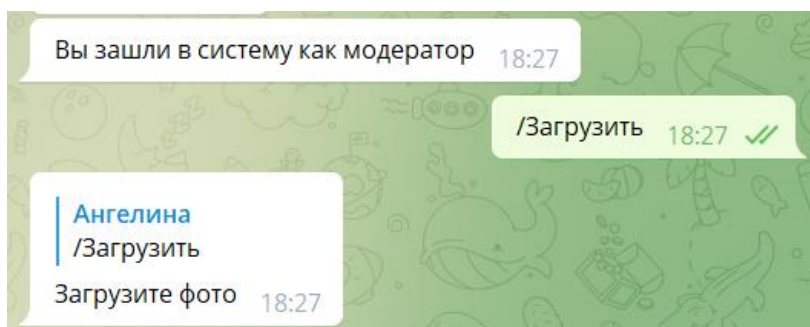 Вы зашли в систему как модератор 18:27
/Загрузить 18:27
Ангелина
/Загрузить
Загрузите фото 18:27